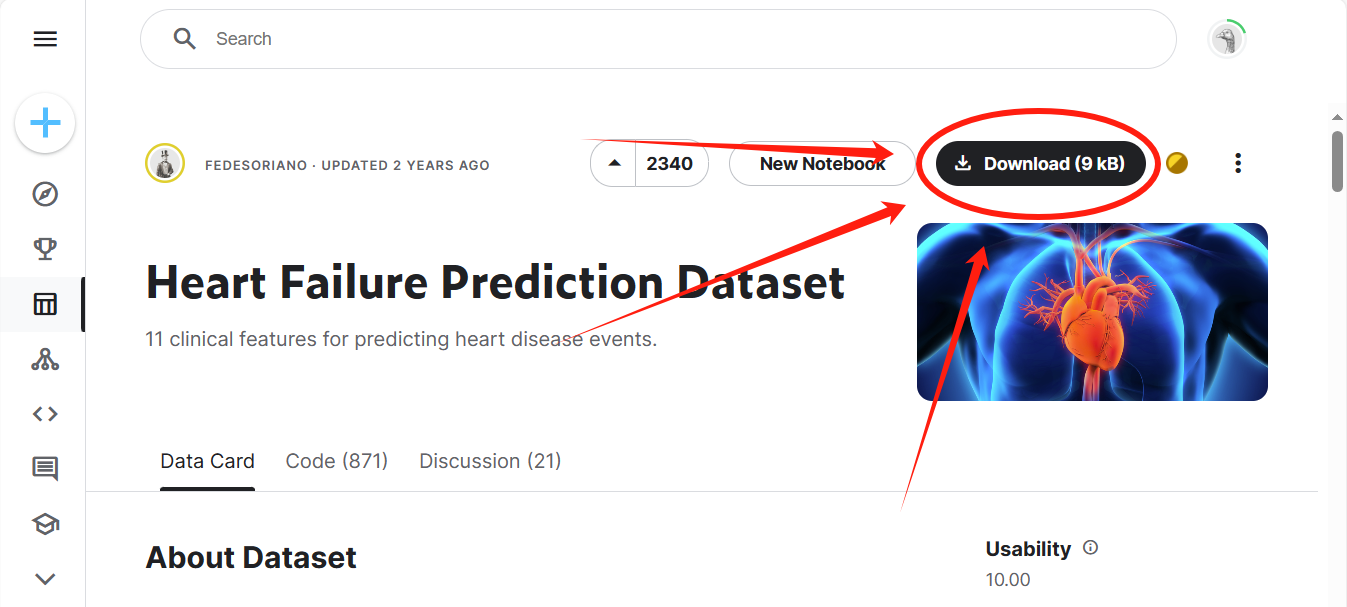 Search
FEDESORIANO · UPDATED 2 YEARS AGO
2340
New Notebook
Download (9 kB)
Heart Failure Prediction Dataset
11 clinical features for predicting heart disease events.
Data Card
Code (871)
Discussion (21)
About Dataset
Usability
10.00